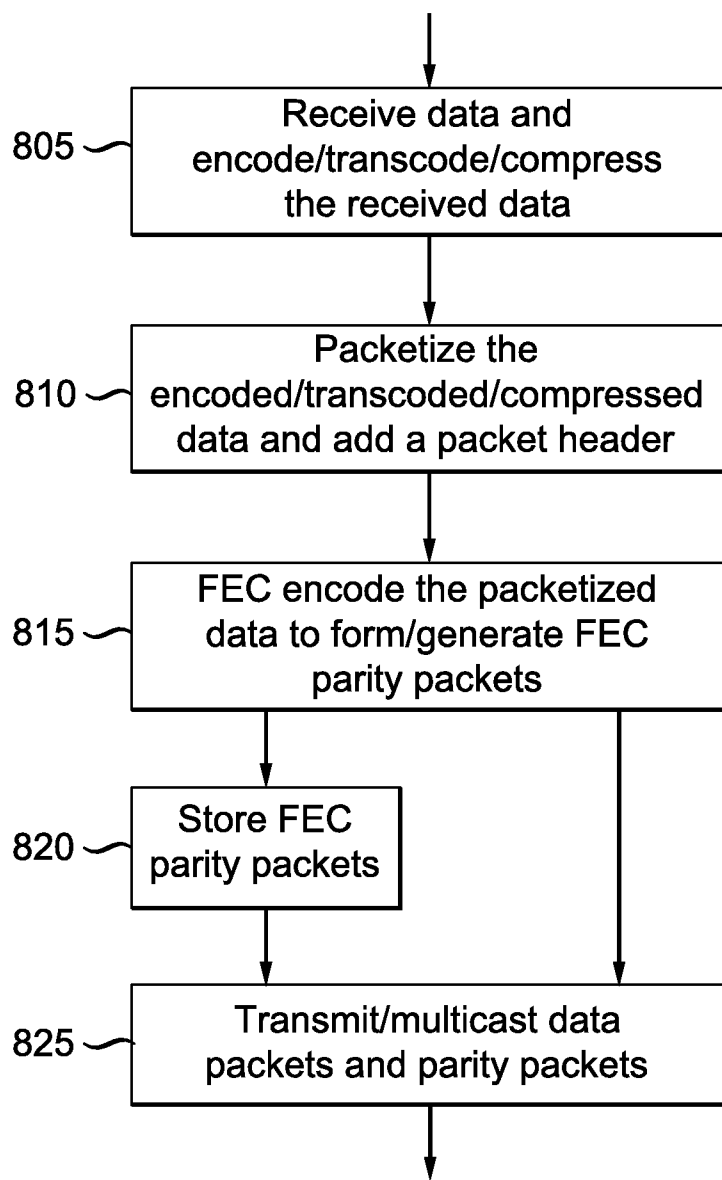 805
Receive data and
encode/transcode/compress
the received data
810
Packetize the
encoded/transcoded/compressed
data and add a packet header
815
FEC encode the packetized
data to form/generate FEC
parity packets
820
Store FEC
parity packets
825
Transmit/multicast data
packets and parity packets